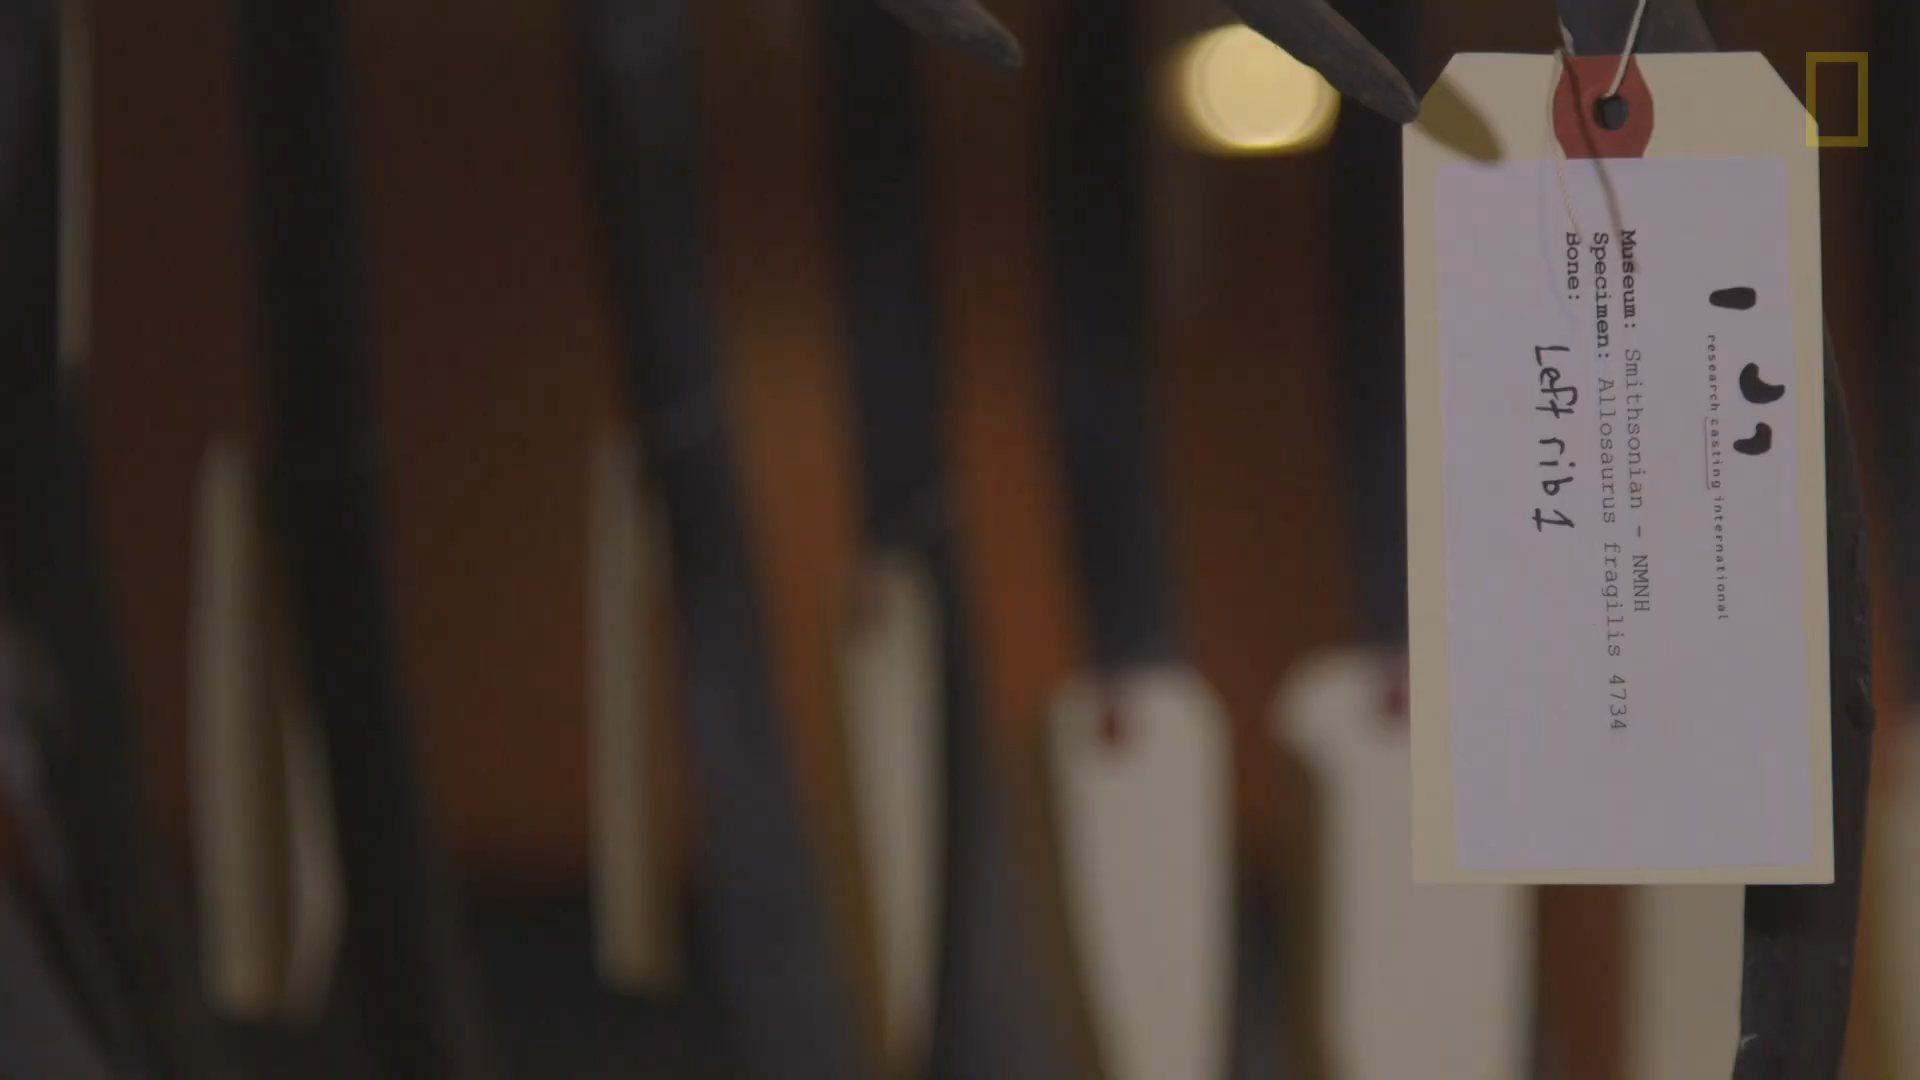 research casting international
Museum: Smithsonian - NMNH
Specimen: Allosaurus fragilis 4734
Bone:
Left rib 1